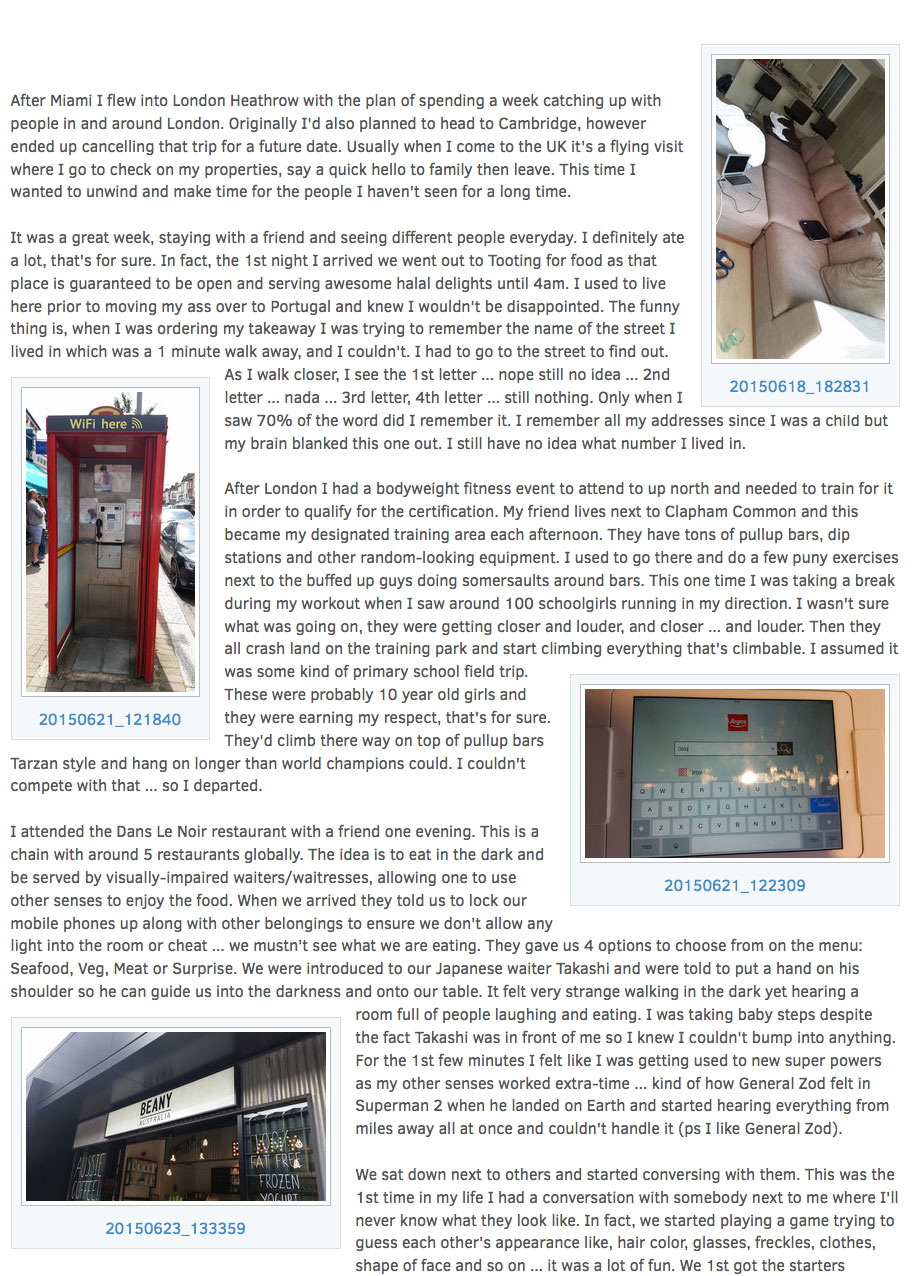 After Miami I flew into London Heathrow with the plan of spending a week catching up with
people in and around London. Originally I'd also planned to head to Cambridge, however
ended up cancelling that trip for a future date. Usually when I come to the UK it's a flying visit
where I go to check on my properties, say a quick hello to family then leave. This time I
wanted to unwind and make time for the people I haven't seen for a long time.
It was a great week, staying with a friend and seeing different people everyday. I definitely ate
a lot, that's for sure. In fact, the 1st night I arrived we went out to Tooting for food as that
place is guaranteed to be open and serving awesome halal delights until 4am. I used to live
here prior to moving my ass over to Portugal and knew I wouldn't be disappointed. The funny
thing is, when I was ordering my takeaway I was trying to remember the name of the street I
lived in which was a 1 minute walk away, and I couldn't. I had to go to the street to find out.
20150618_182831
As I walk closer, I see the 1st letter ... nope still no idea ... 2nd
letter ... nada ... 3rd letter, 4th letter ... still nothing. Only when I
saw 70% of the word did I remember it. I remember all my addresses since I was a child but
my brain blanked this one out. I still have no idea what number I lived in.
WiFi here
20150621_121840
After London I had a bodyweight fitness event to attend to up north and needed to train for it
in order to qualify for the certification. My friend lives next to Clapham Common and this
became my designated training area each afternoon. They have tons of pullup bars, dip
stations and other random-looking equipment. I used to go there and do a few puny exercises
next to the buffed up guys doing somersaults around bars. This one time I was taking a break
during my workout when I saw around 100 schoolgirls running in my direction. I wasn't sure
what was going on, they were getting closer and louder, and closer ... and louder. Then they
all crash land on the training park and start climbing everything that's climbable. I assumed it
was some kind of primary school field trip.
These were probably 10 year old girls and
they were earning my respect, that's for sure.
They'd climb there way on top of pullup bars
Tarzan style and hang on longer than world champions could. I couldn't
compete with that ... so I departed.
Argos
Q W E R T Y U I O P
A S D F G H J K L
Z X C V B N M
20150621_122309
I attended the Dans Le Noir restaurant with a friend one evening. This is a
chain with around 5 restaurants globally. The idea is to eat in the dark and
be served by visually-impaired waiters/waitresses, allowing one to use
other senses to enjoy the food. When we arrived they told us to lock our
mobile phones up along with other belongings to ensure we don't allow any
light into the room or cheat ... we mustn't see what we are eating. They gave us 4 options to choose from on the menu:
Seafood, Veg, Meat or Surprise. We were introduced to our Japanese waiter Takashi and were told to put a hand on his
shoulder so he can guide us into the darkness and onto our table. It felt very strange walking in the dark yet hearing a
room full of people laughing and eating. I was taking baby steps despite
the fact Takashi was in front of me so I knew I couldn't bump into anything.
For the 1st few minutes I felt like I was getting used to new super powers
as my other senses worked extra-time ... kind of how General Zod felt in
Superman 2 when he landed on Earth and started hearing everything from
miles away all at once and couldn't handle it (ps I like General Zod).
BEANY
AUSTRALIA
AUSSIE
COFFEE!
100%
FAT FREE
FROZEN
YOGURT
20150623_133359
We sat down next to others and started conversing with them. This was the
1st time in my life I had a conversation with somebody next to me where I'll
never know what they look like. In fact, we started playing a game trying to
guess each other's appearance like, hair color, glasses, freckles, clothes,
shape of face and so on ... it was a lot of fun. We 1st got the starters